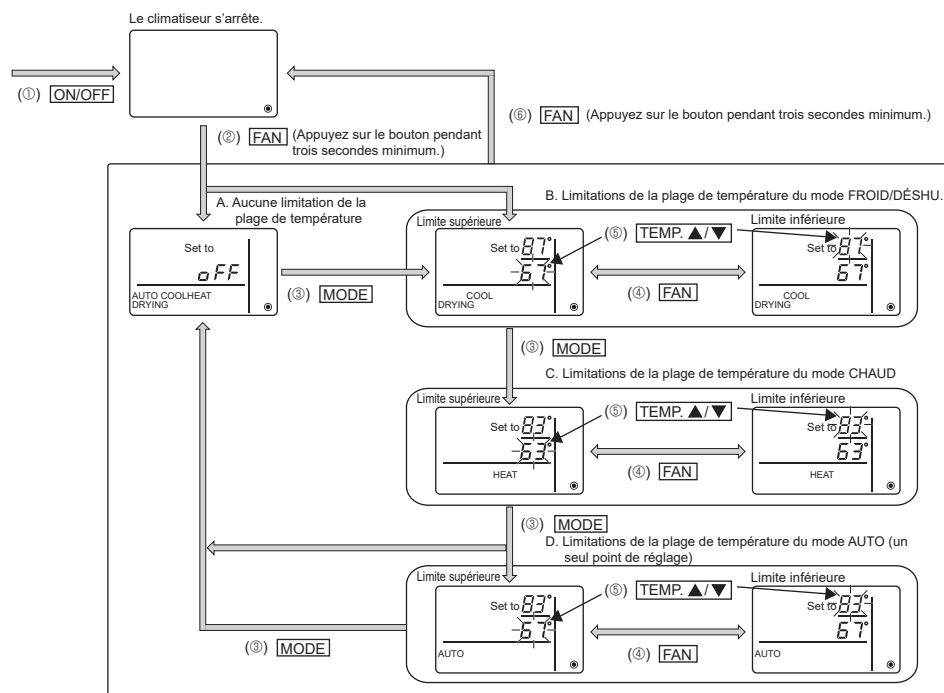 Le climatiseur s'arrête.
(①) ON/OFF
(②) FAN (Appuyez sur le bouton pendant
trois secondes minimum.)
(⑥) FAN (Appuyez sur le bouton pendant trois secondes minimum.)
A. Aucune limitation de la
plage de température
Set to
oFF
AUTO COOLHEAT
DRYING
(③) MODE
B. Limitations de la plage de température du mode FROID/DÉSHU.
Limite supérieure
Set to 87°
67°
COOL
DRYING
(⑤) TEMP. ▲/▼
(④) FAN
Limite inférieure
Set to 87°
67°
COOL
DRYING
(③) MODE
C. Limitations de la plage de température du mode CHAUD
Limite supérieure
Set to 83°
63°
HEAT
(⑤) TEMP. ▲/▼
(④) FAN
Limite inférieure
Set to 83°
63°
HEAT
(③) MODE
D. Limitations de la plage de température du mode AUTO (un
seul point de réglage)
Limite supérieure
Set to 83°
67°
AUTO
(⑤) TEMP. ▲/▼
(④) FAN
Limite inférieure
Set to 83°
67°
AUTO
(③) MODE